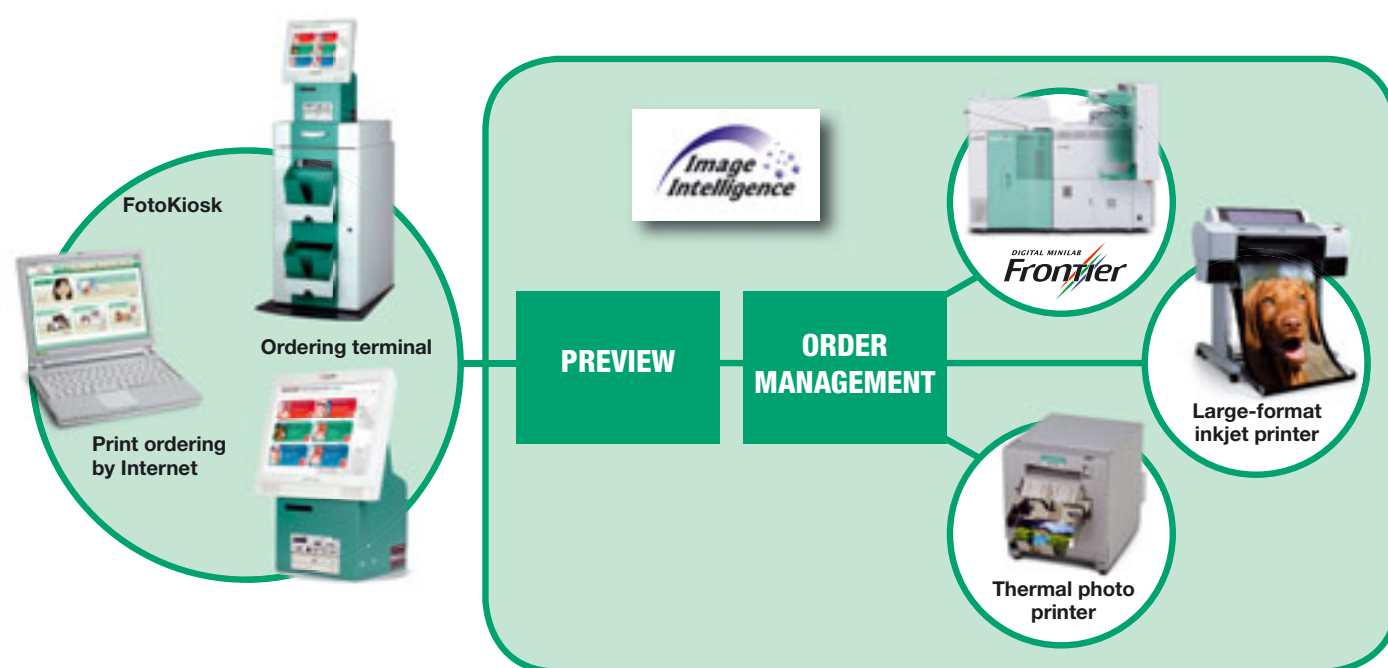 FotoKiosk
Ordering terminal
Print ordering
by Internet
Image
Intelligence
PREVIEW
ORDER
MANAGEMENT
DIGITAL MINILAB
Frontier
Large-format
inkjet printer
Thermal photo
printer